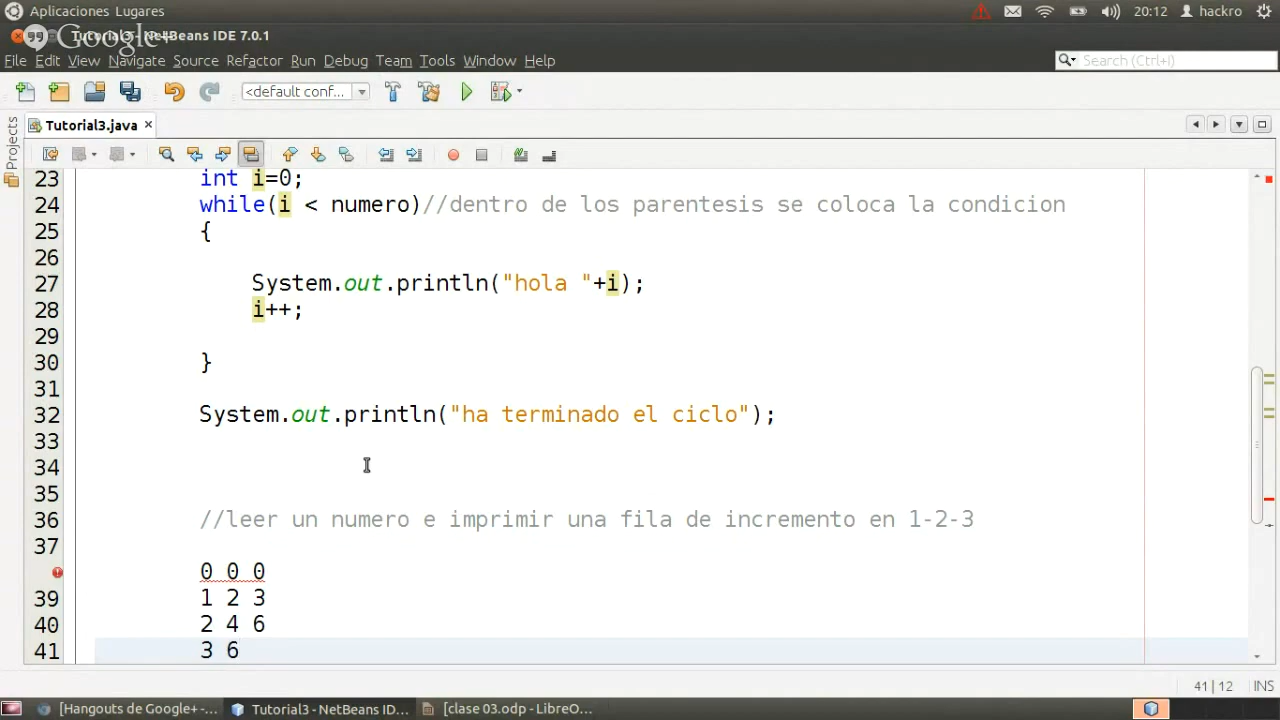 Aplicaciones Lugares 20:12 hackro
Google+
Tutorial3 - NetBeans IDE 7.0.1
File Edit View Navigate Source Refactor Run Debug Team Tools Window Help Search (Ctrl+I)
<default conf...
Tutorial3.java
Projects
23 int i=0;
24 while(i < numero)//dentro de los parentesis se coloca la condicion
25 {
26
27 System.out.println("hola "+i);
28 i++;
29
30 }
31
32 System.out.println("ha terminado el ciclo");
33
34
35
36 //leer un numero e imprimir una fila de incremento en 1-2-3
37
0 0 0
39 1 2 3
40 2 4 6
41 3 6
41|12 INS
[Hangouts de Google+ -... Tutorial3 - NetBeans ID... [clase 03.odp - LibreO...